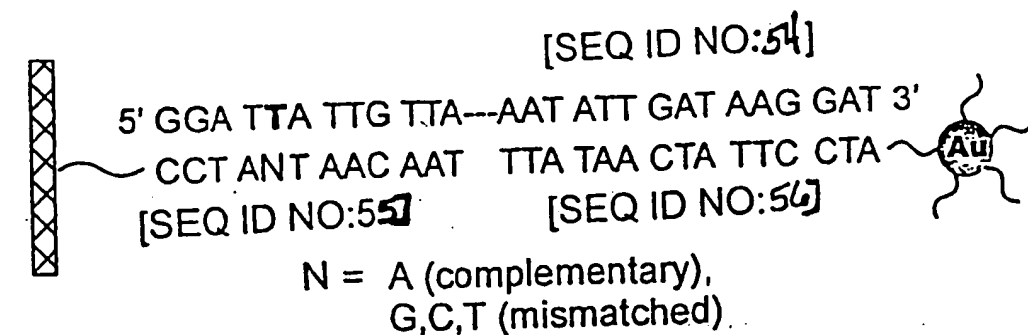 [SEQ ID NO:54]
5' GGA TTA TTG TTA---AAT ATT GAT AAG GAT 3'
CCT ANT AAC AAT TTA TAA CTA TTC CTA
Au
[SEQ ID NO:55]
[SEQ ID NO:56]
N = A (complementary),
G,C,T (mismatched)